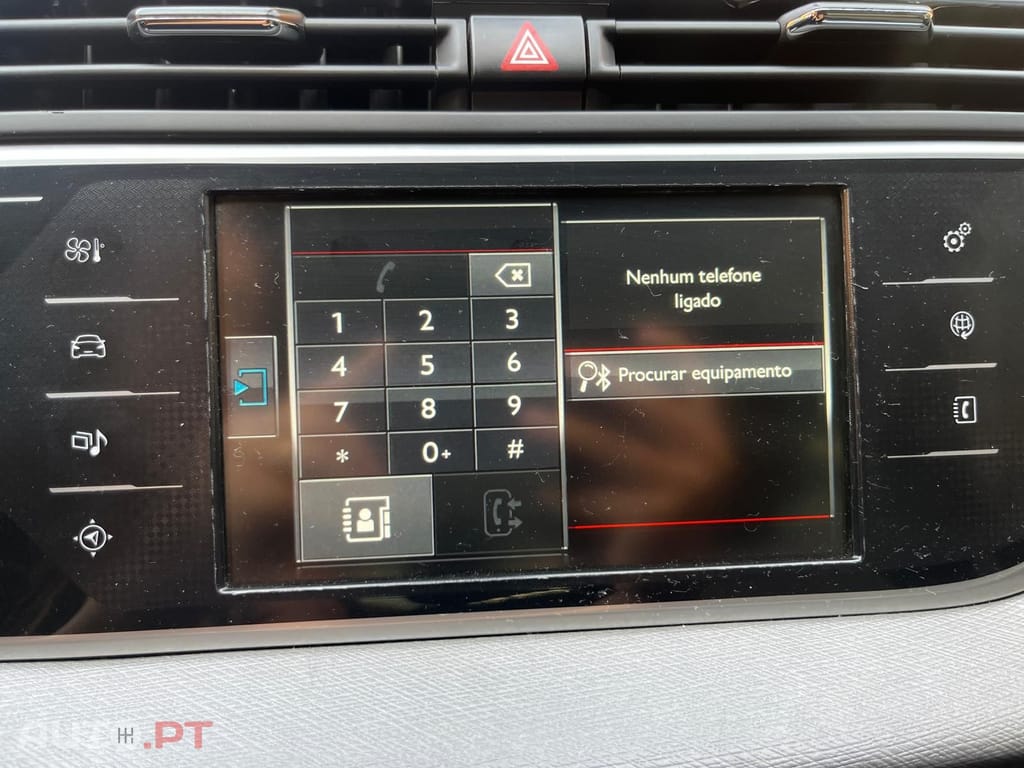 Nenhum telefone
ligado
1 2 3
4 5 6
Procurar equipamento
7 8 9
* 0+ #
.PT